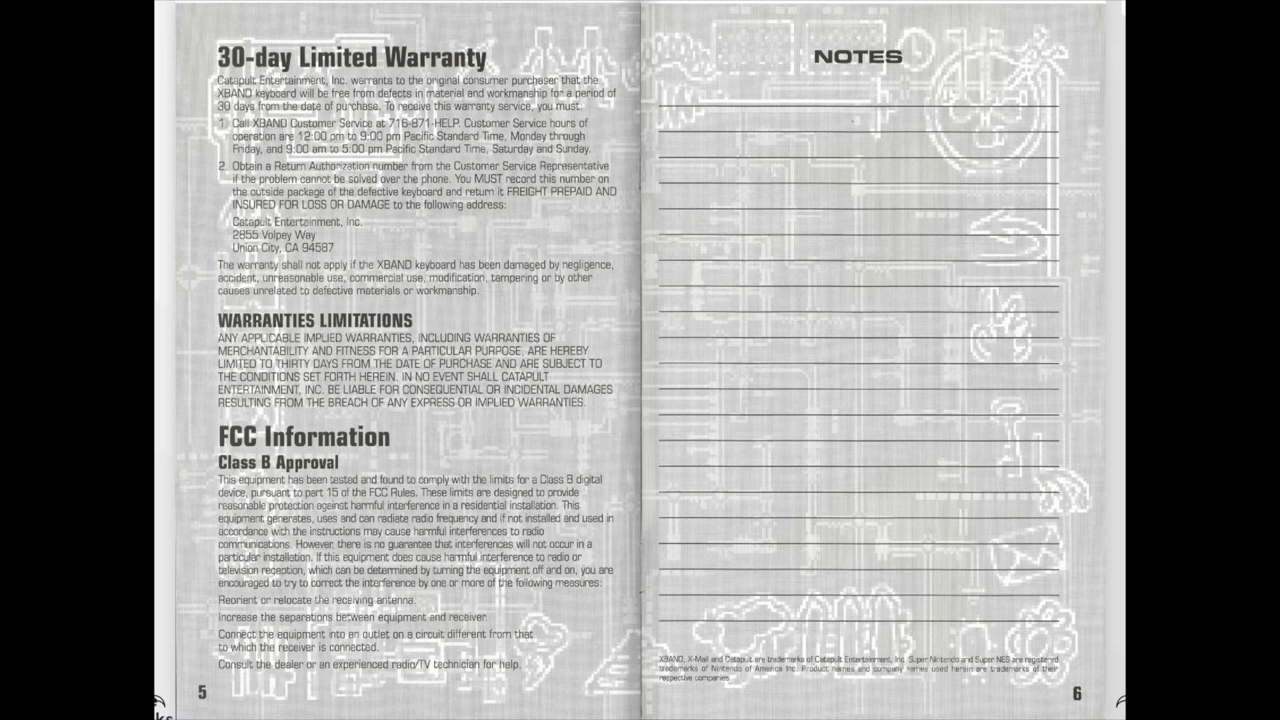 30-day Limited Warranty
Catapult Entertainment, Inc. warrants to the original consumer purchaser that the
XBAND keyboard will be free from defects in material and workmanship for a period of
30 days from the date of purchase. To receive this warranty service, you must:
1. Call XBAND Customer Service at 716-871-HELP. Customer Service hours of
operation are 12:00 pm to 9:00 pm Pacific Standard Time, Monday through
Friday, and 9:00 am to 5:00 pm Pacific Standard Time, Saturday and Sunday.
2. Obtain a Return Authorization number from the Customer Service Representative
if the problem cannot be solved over the phone. You MUST record this number on
the outside package of the defective keyboard and return it FREIGHT PREPAID AND
INSURED FOR LOSS OR DAMAGE to the following address:
Catapult Entertainment, Inc.
2855 Volpey Way
Union City, CA 94587
The warranty shall not apply if the XBAND keyboard has been damaged by negligence,
accident, unreasonable use, commercial use, modification, tampering or by other
causes unrelated to defective materials or workmanship.
WARRANTIES LIMITATIONS
ANY APPLICABLE IMPLIED WARRANTIES, INCLUDING WARRANTIES OF
MERCHANTABILITY AND FITNESS FOR A PARTICULAR PURPOSE, ARE HEREBY
LIMITED TO THIRTY DAYS FROM THE DATE OF PURCHASE AND ARE SUBJECT TO
THE CONDITIONS SET FORTH HEREIN. IN NO EVENT SHALL CATAPULT
ENTERTAINMENT, INC. BE LIABLE FOR CONSEQUENTIAL OR INCIDENTAL DAMAGES
RESULTING FROM THE BREACH OF ANY EXPRESS OR IMPLIED WARRANTIES.
FCC Information
Class B Approval
This equipment has been tested and found to comply with the limits for a Class B digital
device, pursuant to part 15 of the FCC Rules. These limits are designed to provide
reasonable protection against harmful interference in a residential installation. This
equipment generates, uses and can radiate radio frequency and if not installed and used in
accordance with the instructions may cause harmful interferences to radio
communications. However, there is no guarantee that interferences will not occur in a
particular installation. If this equipment does cause harmful interference to radio or
television reception, which can be determined by turning the equipment off and on, you are
encouraged to try to correct the interference by one or more of the following measures:
Reorient or relocate the receiving antenna.
Increase the separations between equipment and receiver.
Connect the equipment into an outlet on a circuit different from that
to which the receiver is connected.
Consult the dealer or an experienced radio/TV technician for help.
5
NOTES
XBAND, X-Mail and Catapult are trademarks of Catapult Entertainment, Inc. Super Nintendo and Super NES are registered
trademarks of Nintendo of America Inc. Product names and company names used herein are trademarks of their
respective companies.
6
ks